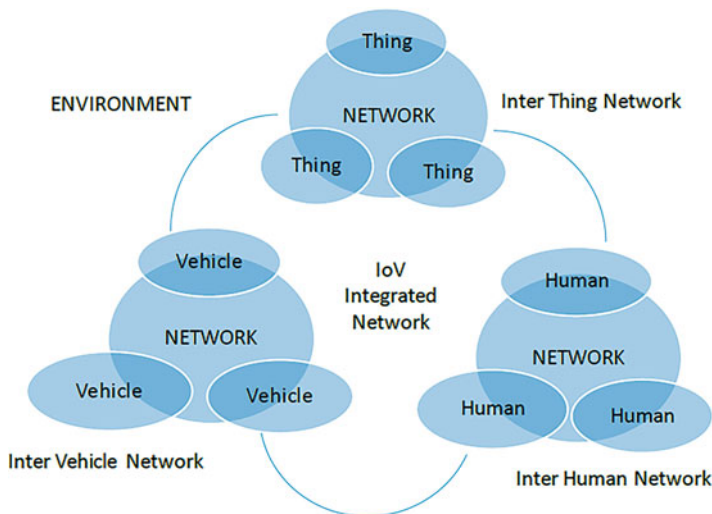 Thing
ENVIRONMENT
NETWORK
Inter Thing Network
Thing
Thing
Vehicle
NETWORK
Vehicle
Vehicle
Inter Vehicle Network
IoV
Integrated
Network
Human
NETWORK
Human
Human
Inter Human Network